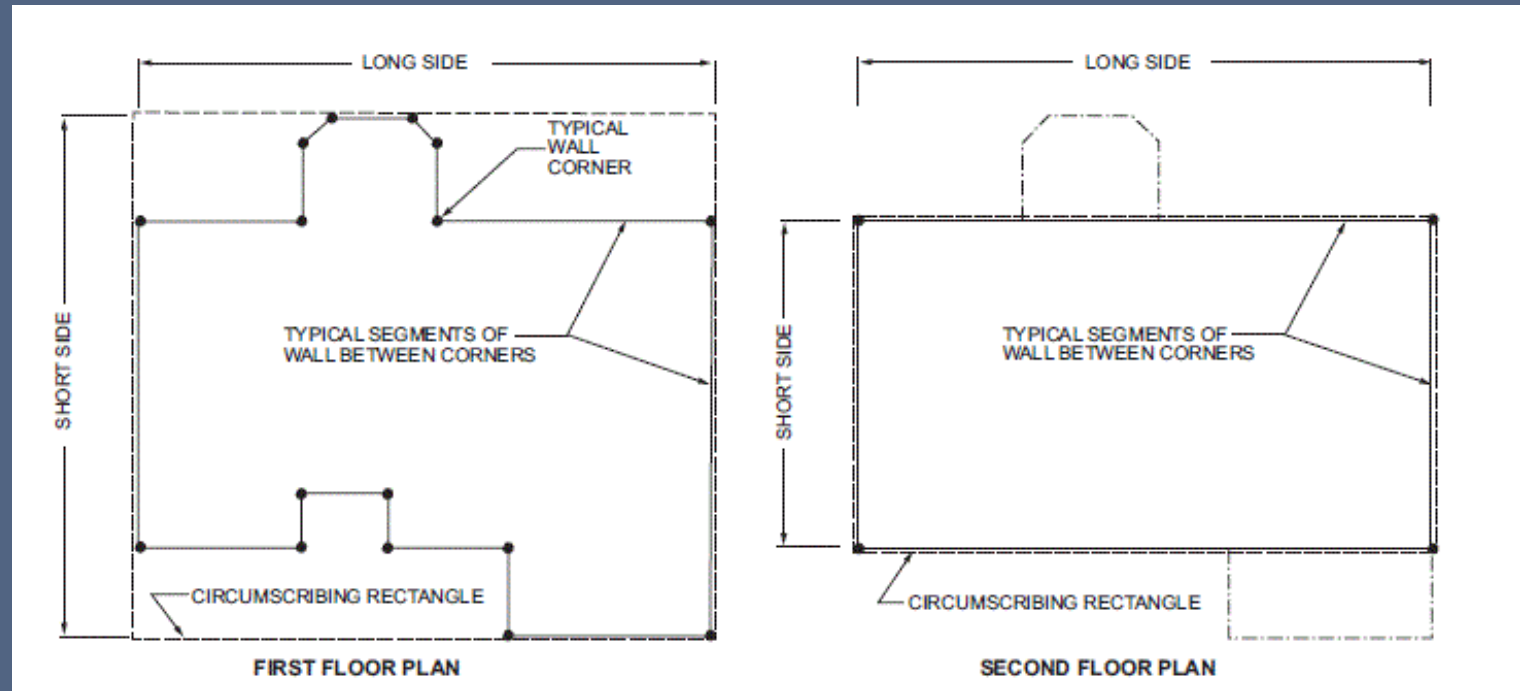 LONG SIDE
TYPICAL
WALL
CORNER
SHORT SIDE
TYPICAL SEGMENTS OF
WALL BETWEEN CORNERS
CIRCUMSCRIBING RECTANGLE
FIRST FLOOR PLAN
LONG SIDE
SHORT SIDE
TYPICAL SEGMENTS OF
WALL BETWEEN CORNERS
CIRCUMSCRIBING RECTANGLE
SECOND FLOOR PLAN